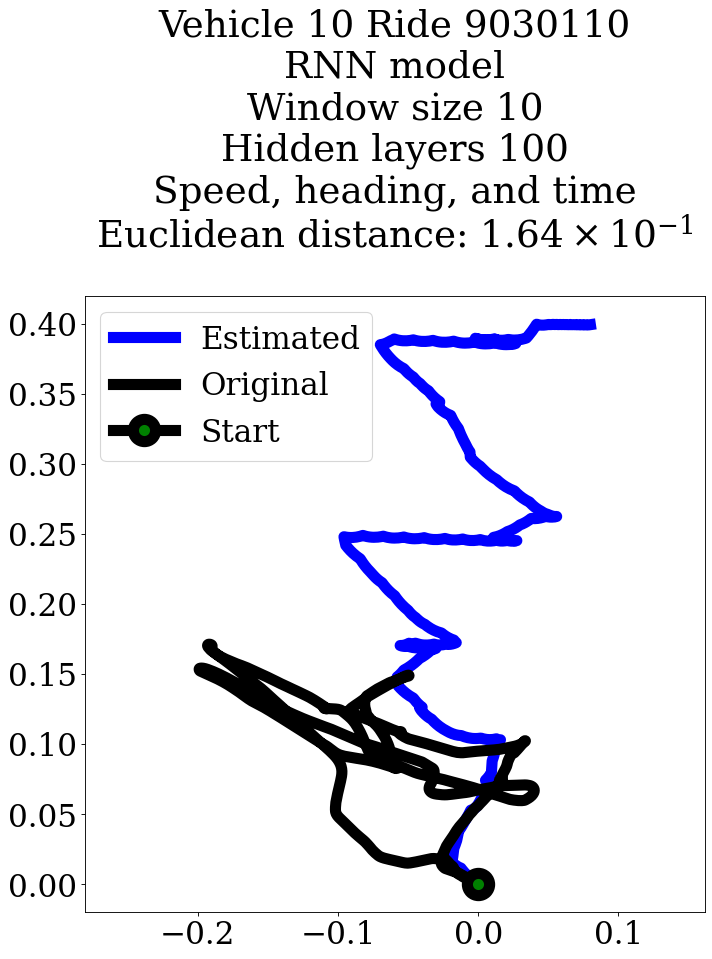 Vehicle 10 Ride 9030110
RNN model
Window size 10
Hidden layers 100
Speed, heading, and time
Euclidean distance: 1.64 × 10⁻¹
Estimated
Original
Start
0.40
0.35
0.30
0.25
0.20
0.15
0.10
0.05
0.00
−0.2 −0.1 0.0 0.1